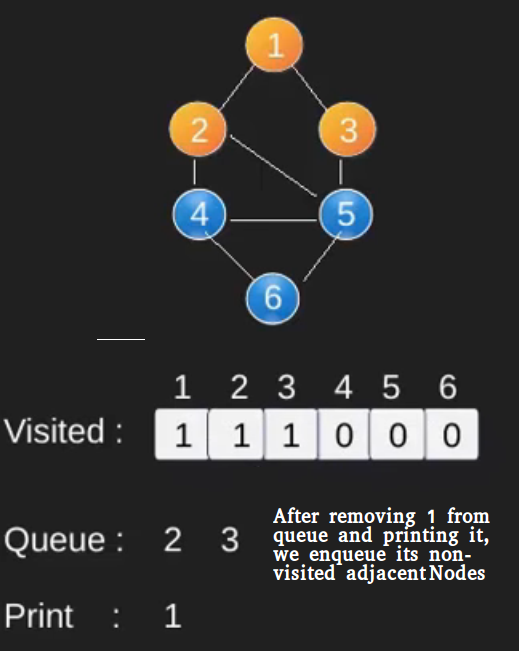 1
2 3
4 5
6
1 2 3 4 5 6
Visited : 1 1 1 0 0 0
After removing 1 from
queue and printing it,
we enqueue its non-
visited adjacent Nodes
Queue : 2 3
Print : 1